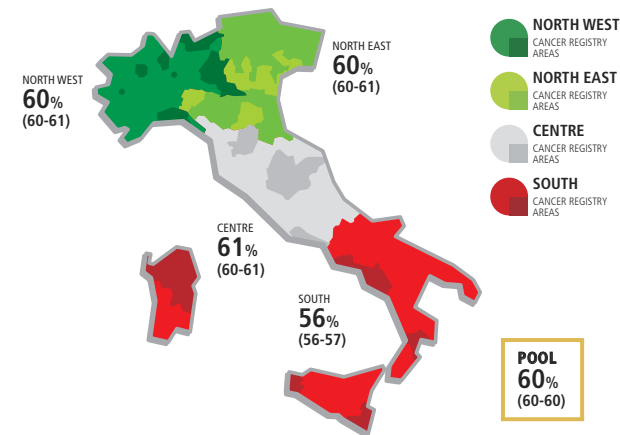 NORTH WEST
60%
(60-61)
NORTH EAST
60%
(60-61)
CENTRE
61%
(60-61)
SOUTH
56%
(56-57)
NORTH WEST
CANCER REGISTRY
AREAS
NORTH EAST
CANCER REGISTRY
AREAS
CENTRE
CANCER REGISTRY
AREAS
SOUTH
CANCER REGISTRY
AREAS
POOL
60%
(60-60)